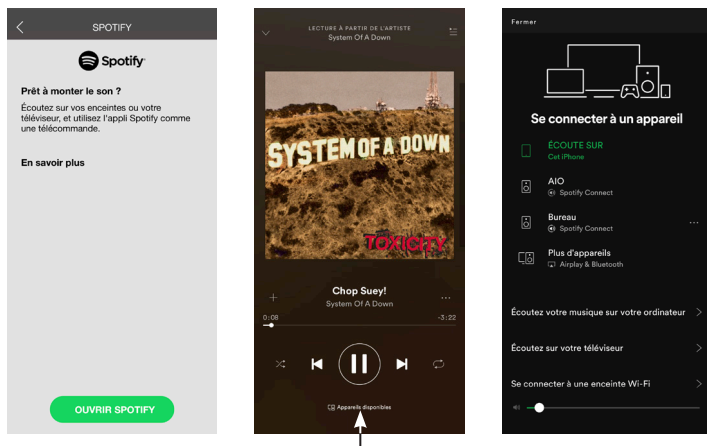 SPOTIFY
Spotify
Prêt à monter le son ?
Écoutez sur vos enceintes ou votre
téléviseur, et utilisez l'appli Spotify comme
une télécommande.
En savoir plus
OUVRIR SPOTIFY
LECTURE À PARTIR DE L'ARTISTE
System Of A Down
SYSTEM OF A DOWN
TOXICITY
Chop Suey!
System Of A Down
0:08
-3:22
Appareils disponibles
Fermer
Se connecter à un appareil
ÉCOUTE SUR
Cet iPhone
AIO
Spotify Connect
Bureau
Spotify Connect
Plus d'appareils
Airplay & Bluetooth
Écoutez votre musique sur votre ordinateur
Écoutez sur votre téléviseur
Se connecter à une enceinte Wi-Fi